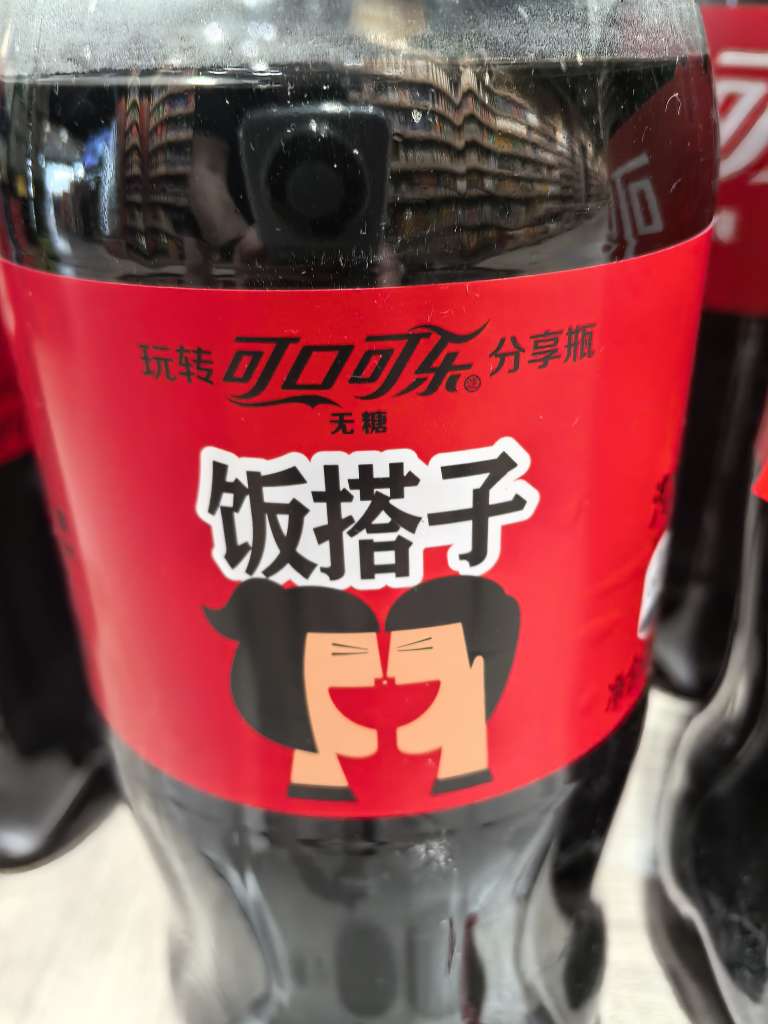 玩转 可口可乐 分享瓶
无糖
饭搭子